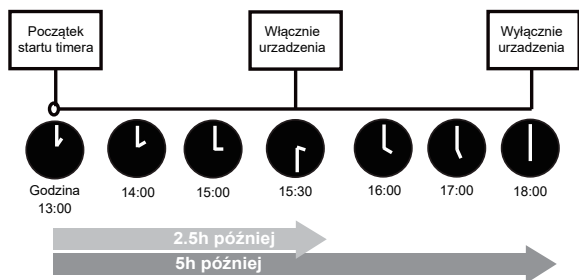 Początek
startu timera
Włącznie
urzadzenia
Wyłącznie
urzadzenia
Godzina
13:00
14:00
15:00
15:30
16:00
17:00
18:00
2.5h później
5h później